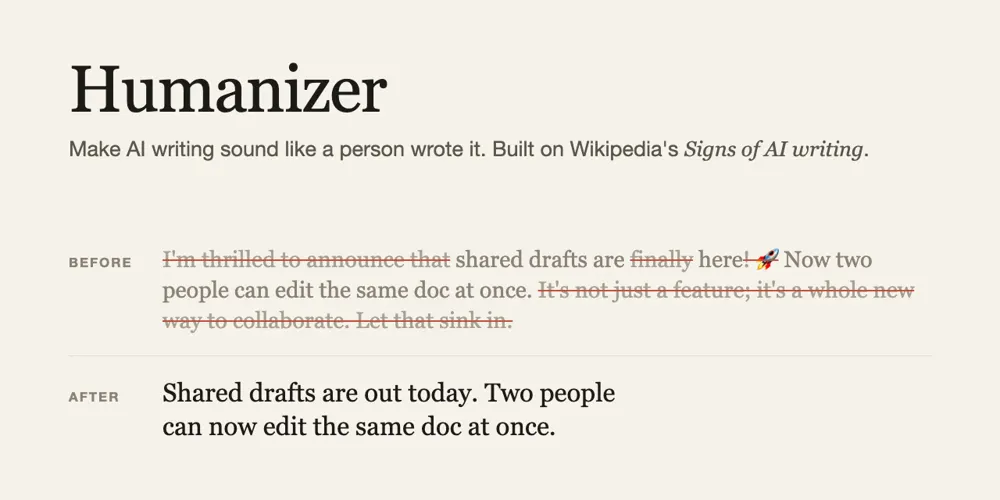 Humanizer
Make AI writing sound like a person wrote it. Built on Wikipedia's Signs of AI writing.
BEFORE I'm thrilled to announce that shared drafts are finally here! 🚀 Now two
people can edit the same doc at once. It's not just a feature; it's a whole new
way to collaborate. Let that sink in.
AFTER Shared drafts are out today. Two people
can now edit the same doc at once.